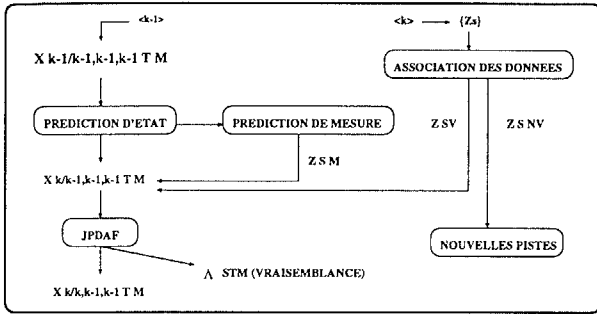 <k-1>
<k> {Zs}
X k-1/k-1,k-1,k-1 T M
ASSOCIATION DES DONNEES
PREDICTION D'ETAT
PREDICTION DE MESURE
Z SV
Z S NV
Z S M
X k/k-1,k-1,k-1 T M
JPDAF
NOUVELLES PISTES
Λ STM (VRAISEMBLANCE)
X k/k,k-1,k-1 T M